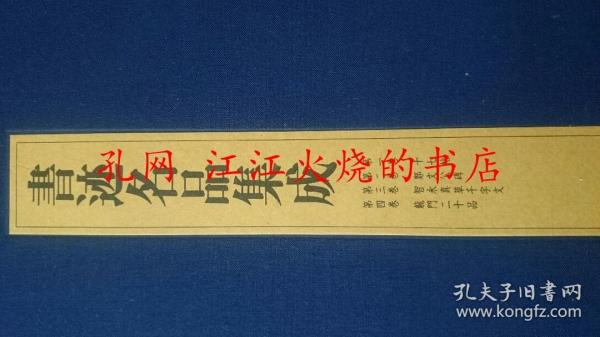 書迹名品集成
第三巻 智永真草千字文
第四巻 龍門二十品
孔网 江江火烧的书店
孔夫子旧书网
www.kongfz.com